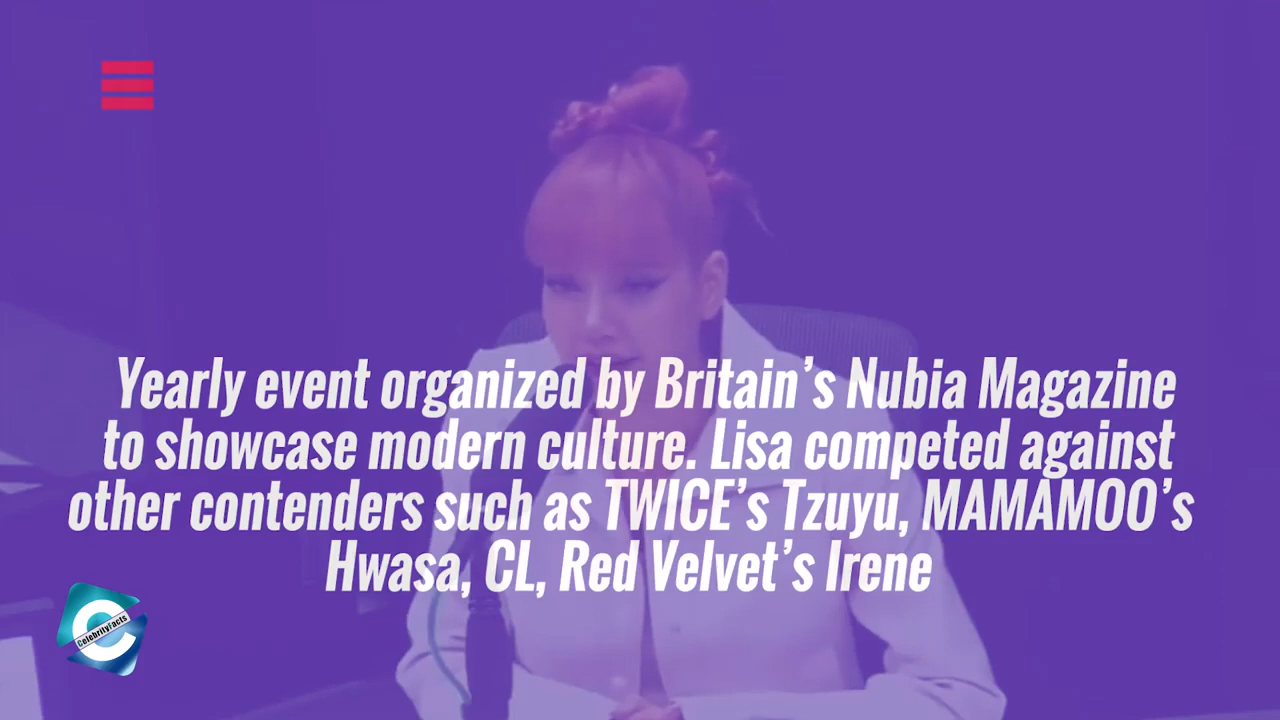 Yearly event organized by Britain’s Nubia Magazine
to showcase modern culture. Lisa competed against
other contenders such as TWICE’s Tzuyu, MAMAMOO’s
Hwasa, CL, Red Velvet’s Irene
CelebrityFacts